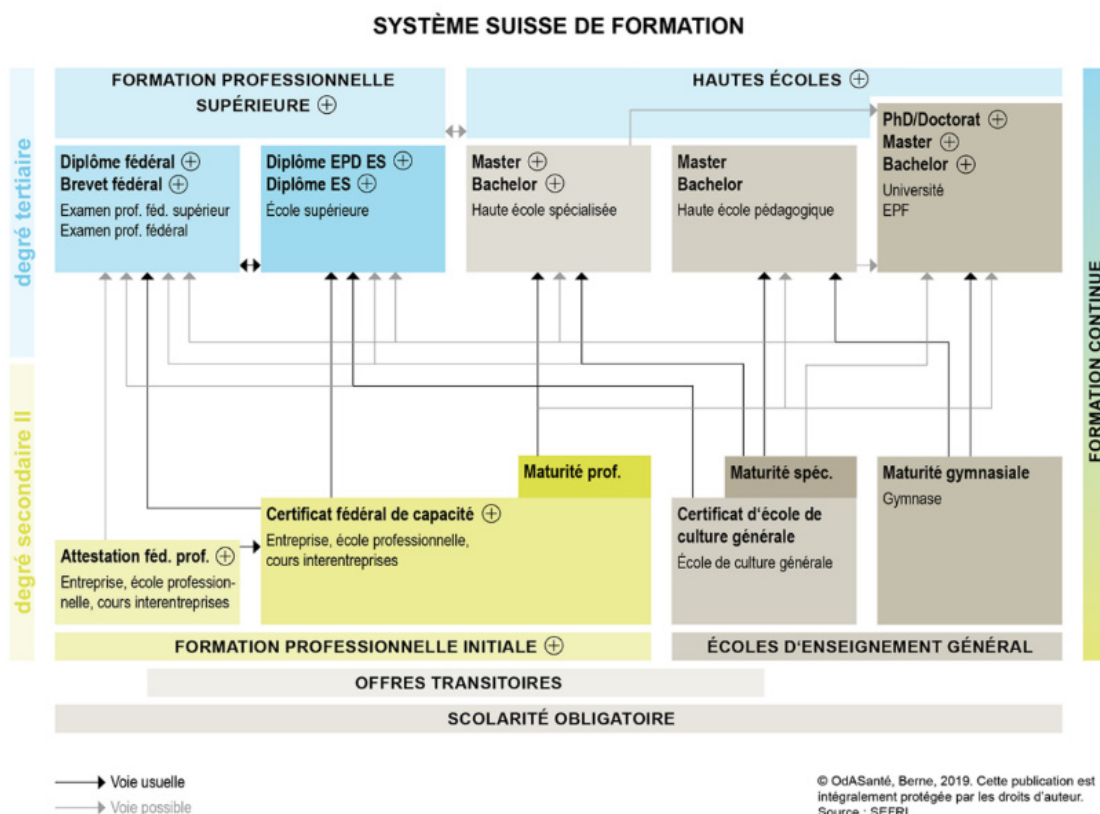 SYSTÈME SUISSE DE FORMATION
FORMATION PROFESSIONNELLE
SUPÉRIEURE
HAUTES ÉCOLES
degré tertiaire
Diplôme fédéral
Brevet fédéral
Examen prof. féd. supérieur
Examen prof. fédéral
Diplôme EPD ES
Diplôme ES
École supérieure
Master
Bachelor
Haute école spécialisée
Master
Bachelor
Haute école pédagogique
PhD/Doctorat
Master
Bachelor
Université
EPF
FORMATION CONTINUE
degré secondaire II
Attestation féd. prof.
Entreprise, école profession-
nelle, cours interentreprises
Maturité prof.
Certificat fédéral de capacité
Entreprise, école professionnelle,
cours interentreprises
Maturité spéc.
Certificat d'école de
culture générale
École de culture générale
Maturité gymnasiale
Gymnase
FORMATION PROFESSIONNELLE INITIALE
ÉCOLES D'ENSEIGNEMENT GÉNÉRAL
OFFRES TRANSITOIRES
SCOLARITÉ OBLIGATOIRE
Voie usuelle
Voie possible
© OdASanté, Berne, 2019. Cette publication est
intégralement protégée par les droits d'auteur.
Source : SEFRI